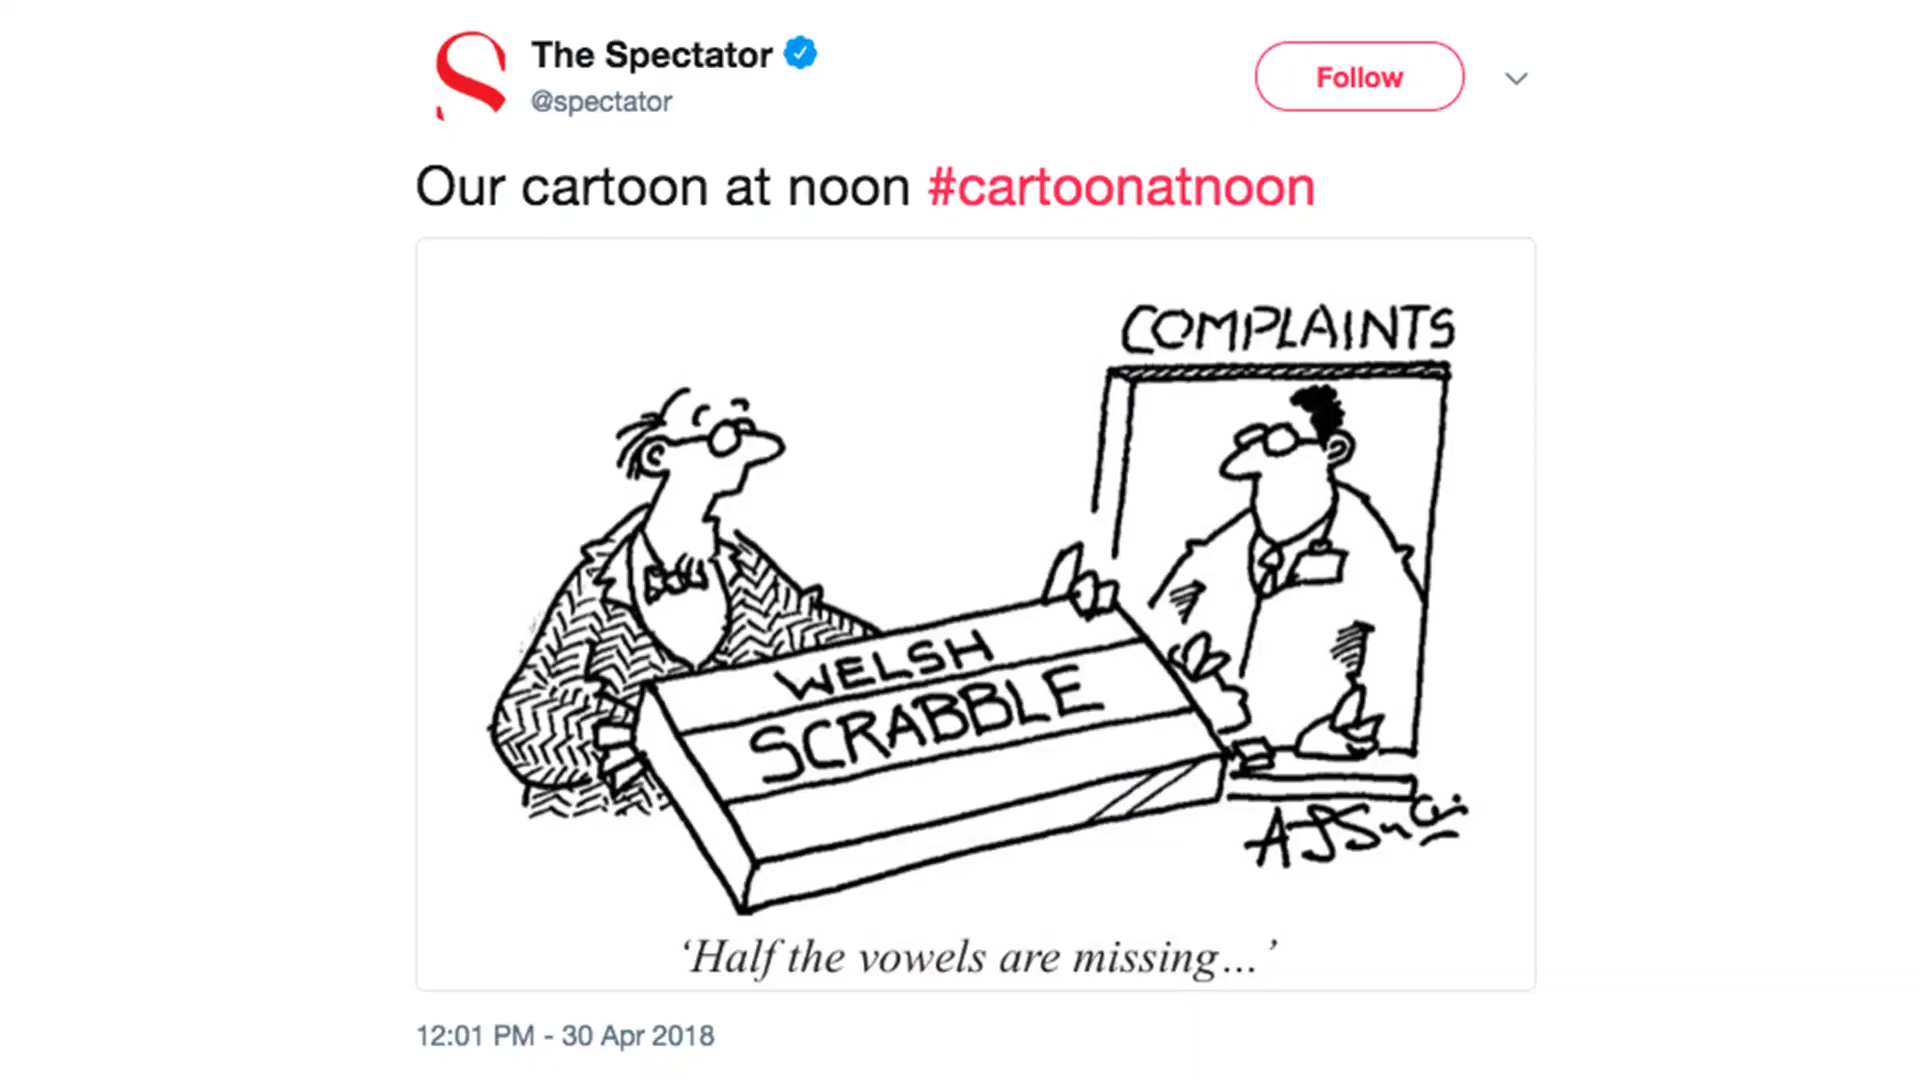 The Spectator
@spectator
Follow
Our cartoon at noon #cartoonatnoon
COMPLAINTS
WELSH
SCRABBLE
‘Half the vowels are missing…’
12:01 PM - 30 Apr 2018